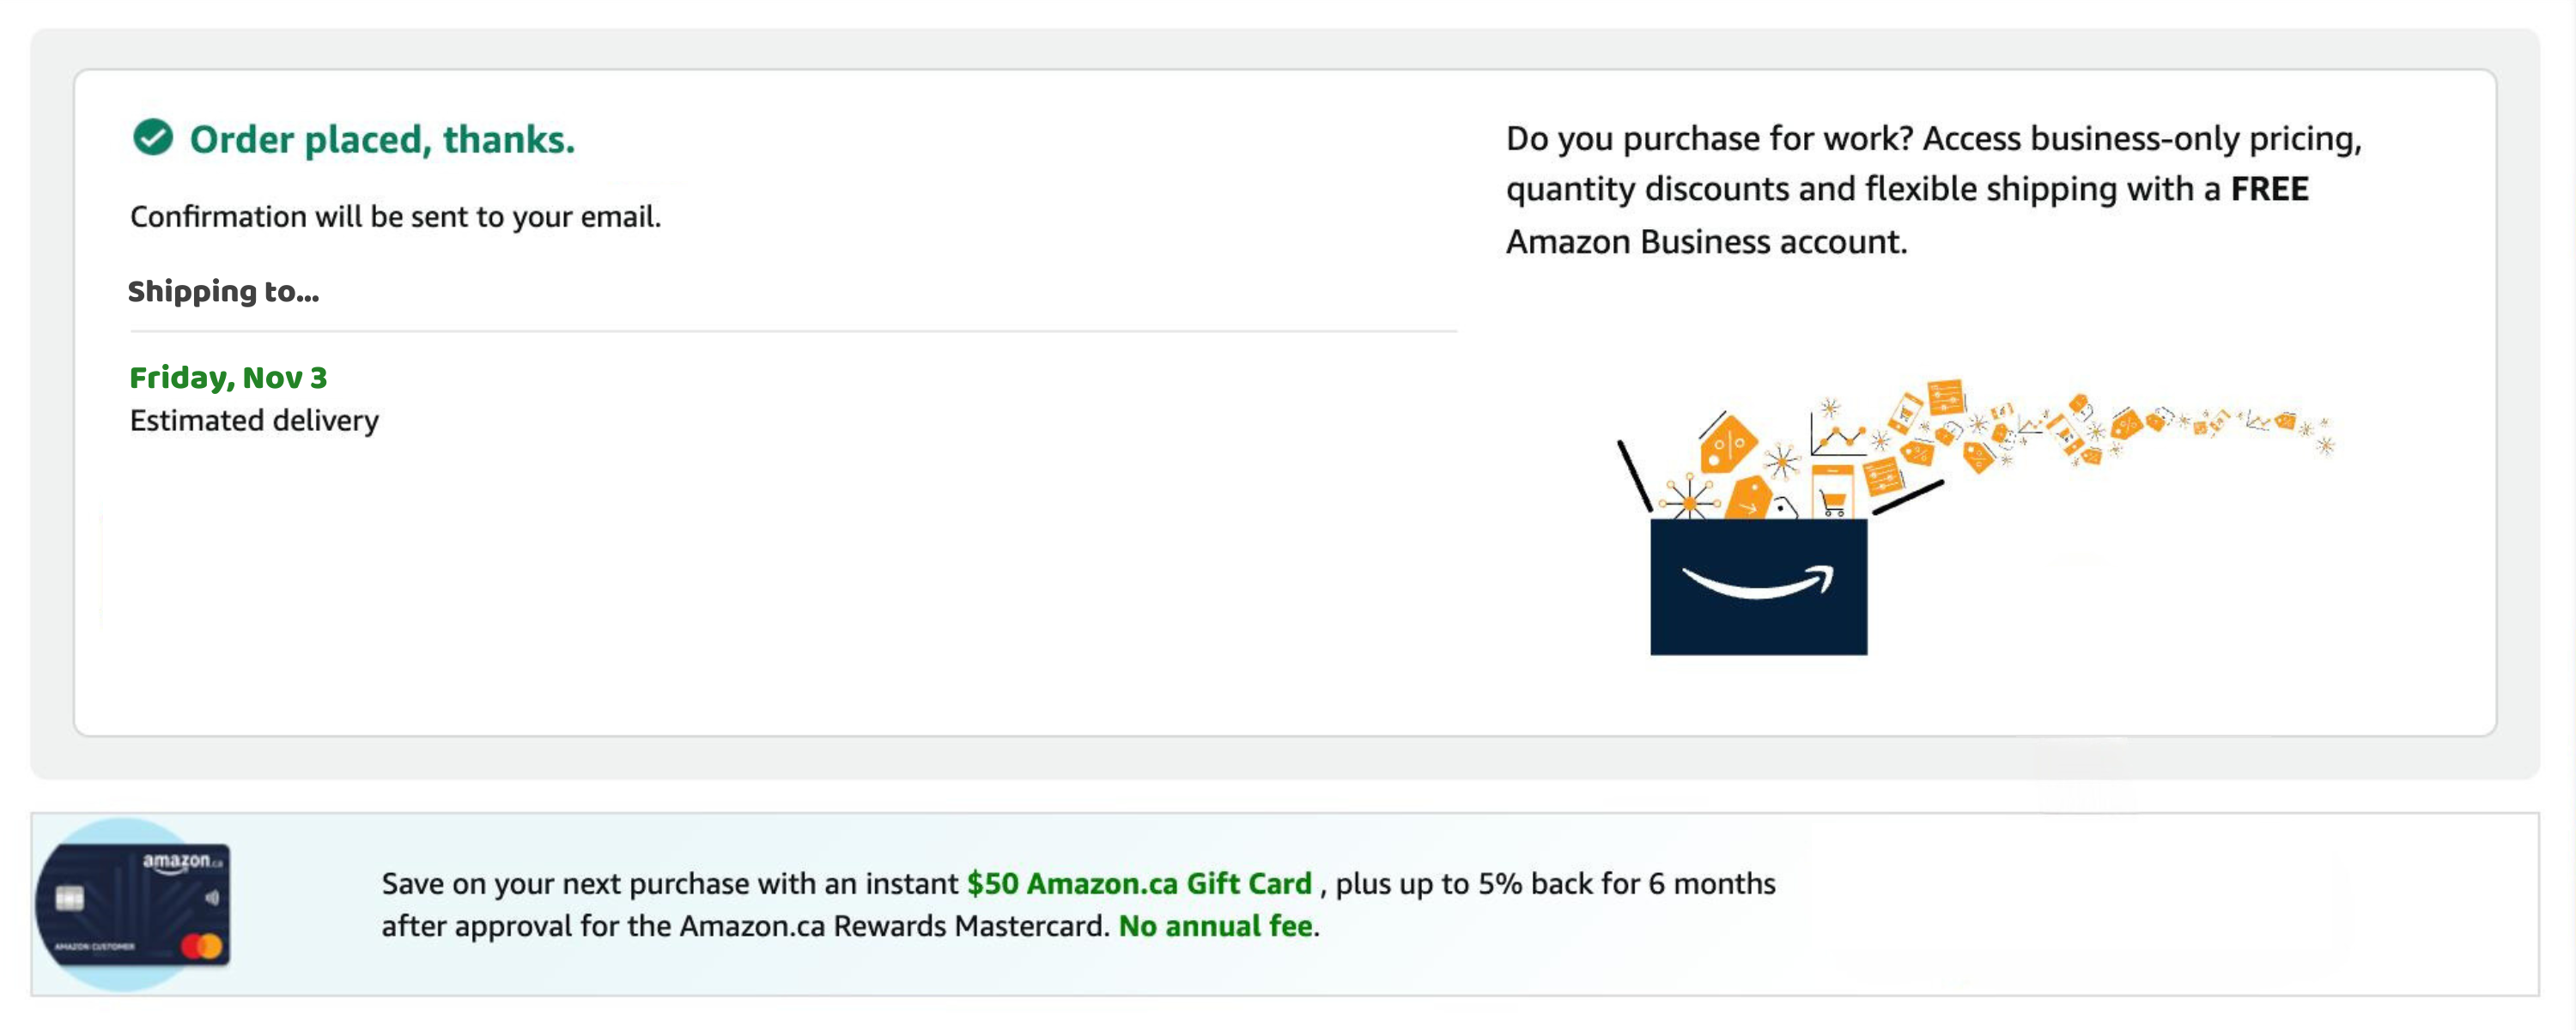 Order placed, thanks.
Confirmation will be sent to your email.
Shipping to...
Friday, Nov 3
Estimated delivery
Do you purchase for work? Access business-only pricing,
quantity discounts and flexible shipping with a FREE
Amazon Business account.
amazon.ca
AMAZON CUSTOMER
Save on your next purchase with an instant $50 Amazon.ca Gift Card , plus up to 5% back for 6 months
after approval for the Amazon.ca Rewards Mastercard. No annual fee.